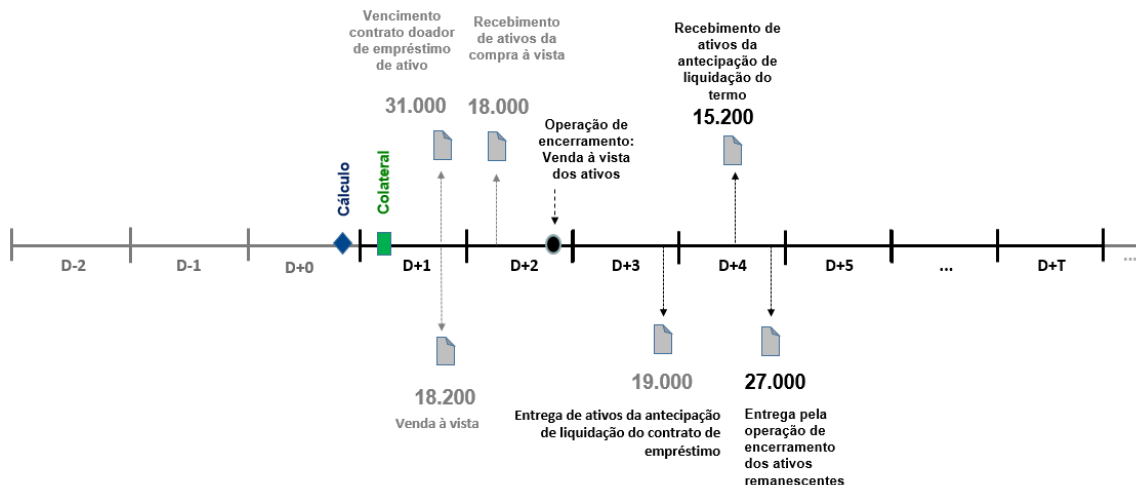 Vencimento
contrato doador
de empréstimo
de ativo
31.000
Recebimento
de ativos da
compra à vista
18.000
Operação de
encerramento:
Venda à vista
dos ativos
Recebimento de
ativos da
antecipação de
liquidação do
termo
15.200
Cálculo
Colateral
D-2
D-1
D+0
D+1
D+2
D+3
D+4
D+5
...
D+T
...
18.200
Venda à vista
19.000
Entrega de ativos da antecipação
de liquidação do contrato de
empréstimo
27.000
Entrega pela
operação de
encerramento
dos ativos
remanescentes